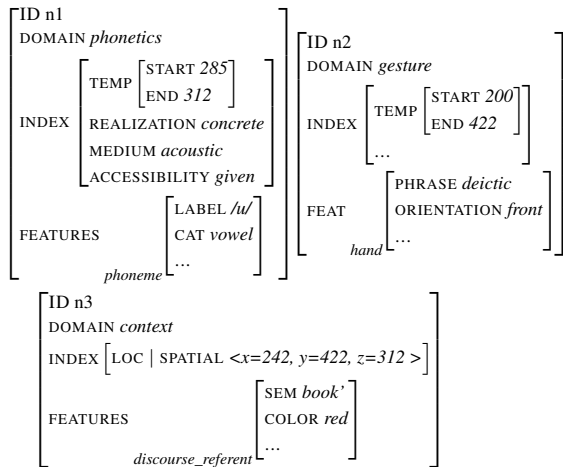 ID n1
DOMAIN phonetics
INDEX
TEMP
START 285
END 312
REALIZATION concrete
MEDIUM acoustic
ACCESSIBILITY given
FEATURES
phoneme
LABEL /u/
CAT vowel
...
ID n2
DOMAIN gesture
INDEX
TEMP
START 200
END 422
...
FEAT
hand
PHRASE deictic
ORIENTATION front
...
ID n3
DOMAIN context
INDEX LOC | SPATIAL <x=242, y=422, z=312 >
FEATURES
discourse_referent
SEM book’
COLOR red
...